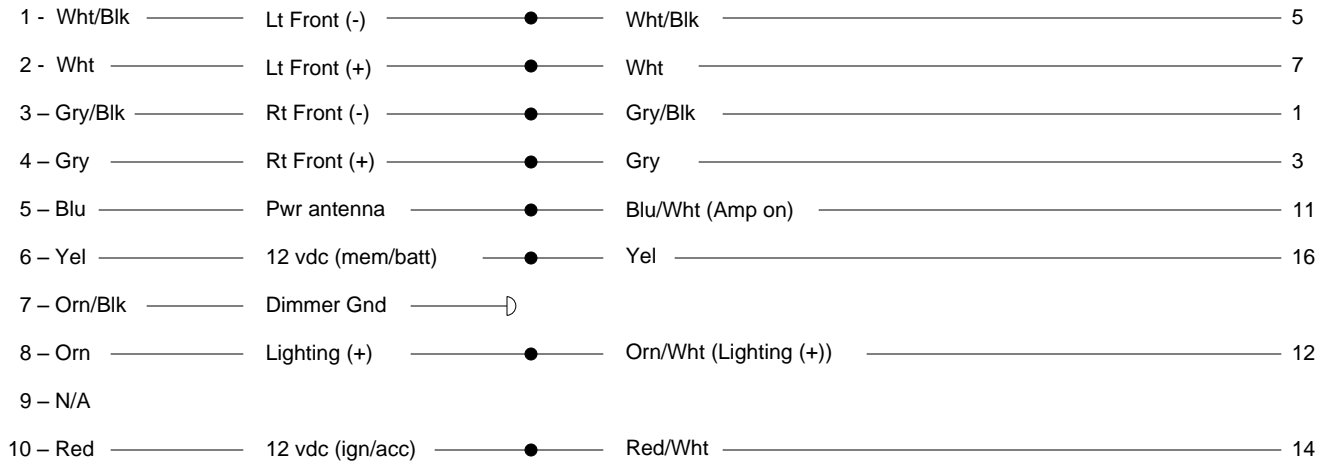 1 - Wht/Blk Lt Front (-) Wht/Blk 5
2 - Wht Lt Front (+) Wht 7
3 – Gry/Blk Rt Front (-) Gry/Blk 1
4 – Gry Rt Front (+) Gry 3
5 – Blu Pwr antenna Blu/Wht (Amp on) 11
6 – Yel 12 vdc (mem/batt) Yel 16
7 – Orn/Blk Dimmer Gnd
8 – Orn Lighting (+) Orn/Wht (Lighting (+)) 12
9 – N/A
10 – Red 12 vdc (ign/acc) Red/Wht 14